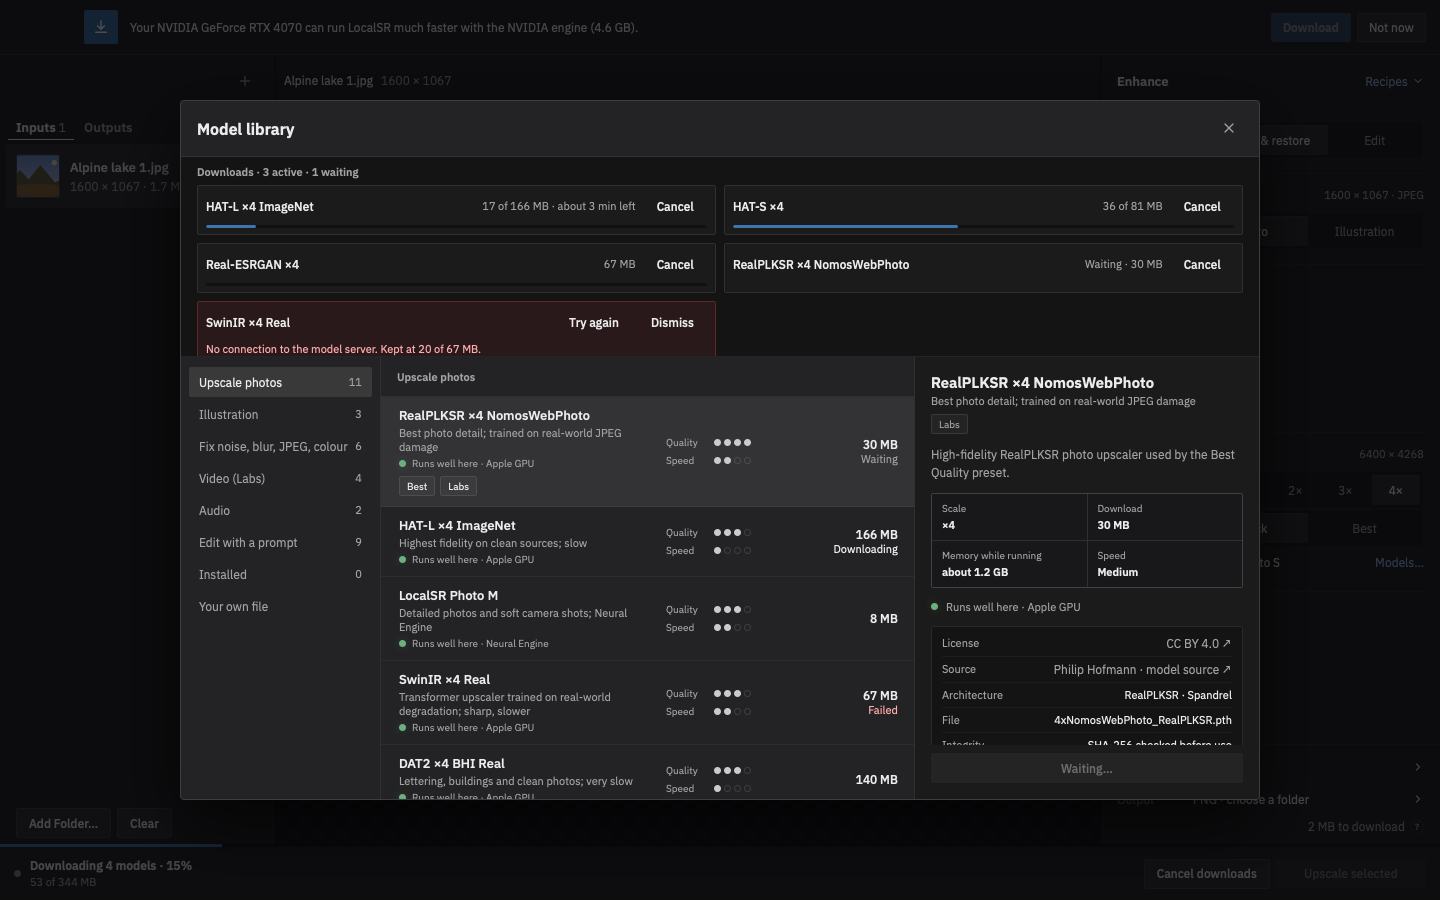 Your NVIDIA GeForce RTX 4070 can run LocalSR much faster with the NVIDIA engine (4.6 GB).
Download
Not now
Alpine lake 1.jpg 1600 × 1067
Enhance
Recipes
Inputs 1
Outputs
Alpine lake 1.jpg
1600 × 1067 · 1.7 M
& restore
Edit
1600 × 1067 · JPEG
Illustration
6400 × 4268
2×
3×
4×
Best
to S
Models...
Output
PNG · choose a folder
2 MB to download ?
Model library
Downloads · 3 active · 1 waiting
HAT-L ×4 ImageNet
17 of 166 MB · about 3 min left
Cancel
HAT-S ×4
36 of 81 MB
Cancel
Real-ESRGAN ×4
67 MB
Cancel
RealPLKSR ×4 NomosWebPhoto
Waiting · 30 MB
Cancel
SwinIR ×4 Real
Try again
Dismiss
No connection to the model server. Kept at 20 of 67 MB.
Upscale photos 11
Illustration 3
Fix noise, blur, JPEG, colour 6
Video (Labs) 4
Audio 2
Edit with a prompt 9
Installed 0
Your own file
Upscale photos
RealPLKSR ×4 NomosWebPhoto
Best photo detail; trained on real-world JPEG
damage
Runs well here · Apple GPU
Best
Labs
Quality
Speed
30 MB
Waiting
HAT-L ×4 ImageNet
Highest fidelity on clean sources; slow
Runs well here · Apple GPU
Quality
Speed
166 MB
Downloading
LocalSR Photo M
Detailed photos and soft camera shots; Neural
Engine
Runs well here · Neural Engine
Quality
Speed
8 MB
SwinIR ×4 Real
Transformer upscaler trained on real-world
degradation; sharp, slower
Runs well here · Apple GPU
Quality
Speed
67 MB
Failed
DAT2 ×4 BHI Real
Lettering, buildings and clean photos; very slow
Runs well here · Apple GPU
Quality
Speed
140 MB
RealPLKSR ×4 NomosWebPhoto
Best photo detail; trained on real-world JPEG damage
Labs
High-fidelity RealPLKSR photo upscaler used by the Best
Quality preset.
Scale
×4
Download
30 MB
Memory while running
about 1.2 GB
Speed
Medium
Runs well here · Apple GPU
License
CC BY 4.0 ↗
Source
Philip Hofmann · model source ↗
Architecture
RealPLKSR · Spandrel
File
4xNomosWebPhoto_RealPLKSR.pth
Integrity
SHA-256 checked before use
Waiting...
Add Folder...
Clear
Downloading 4 models · 15%
53 of 344 MB
Cancel downloads
Upscale selected